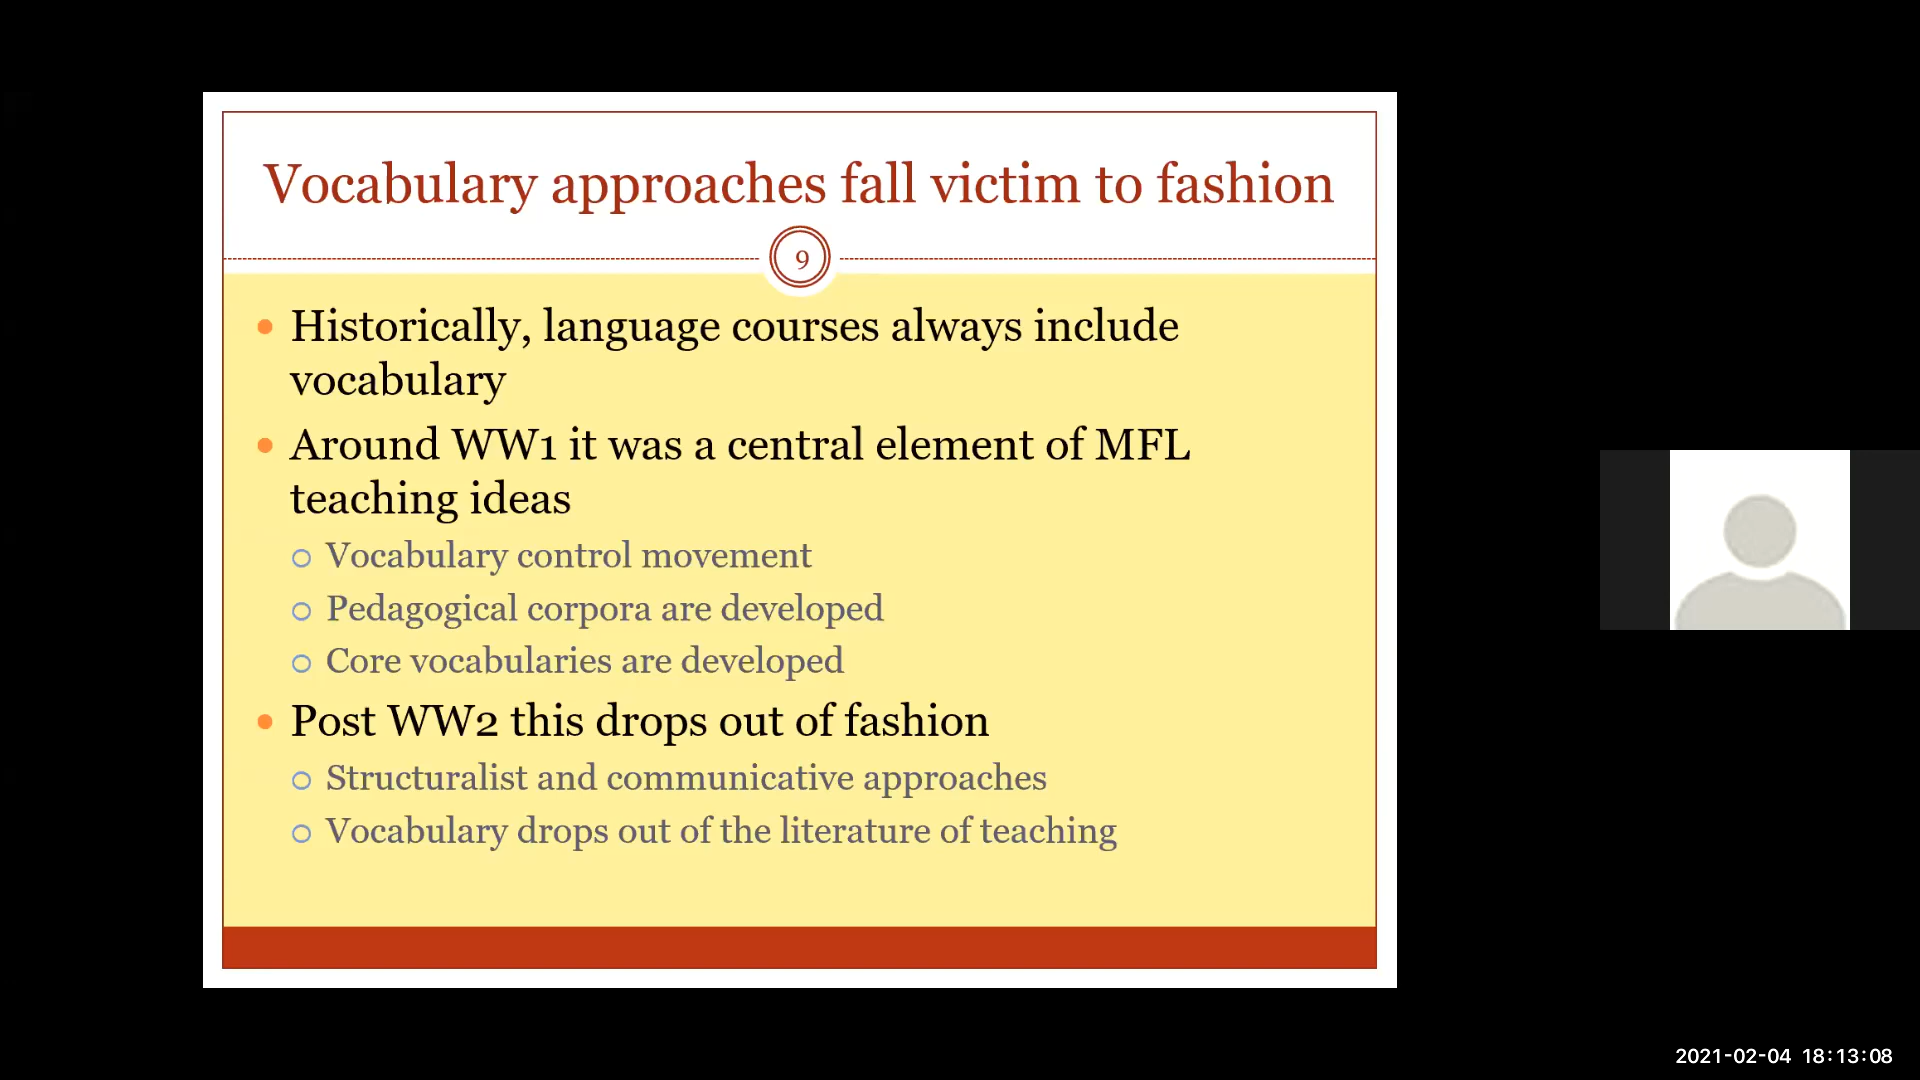 Vocabulary approaches fall victim to fashion
9
• Historically, language courses always include
vocabulary
• Around WW1 it was a central element of MFL
teaching ideas
○ Vocabulary control movement
○ Pedagogical corpora are developed
○ Core vocabularies are developed
• Post WW2 this drops out of fashion
○ Structuralist and communicative approaches
○ Vocabulary drops out of the literature of teaching
2021-02-04 18:13:08